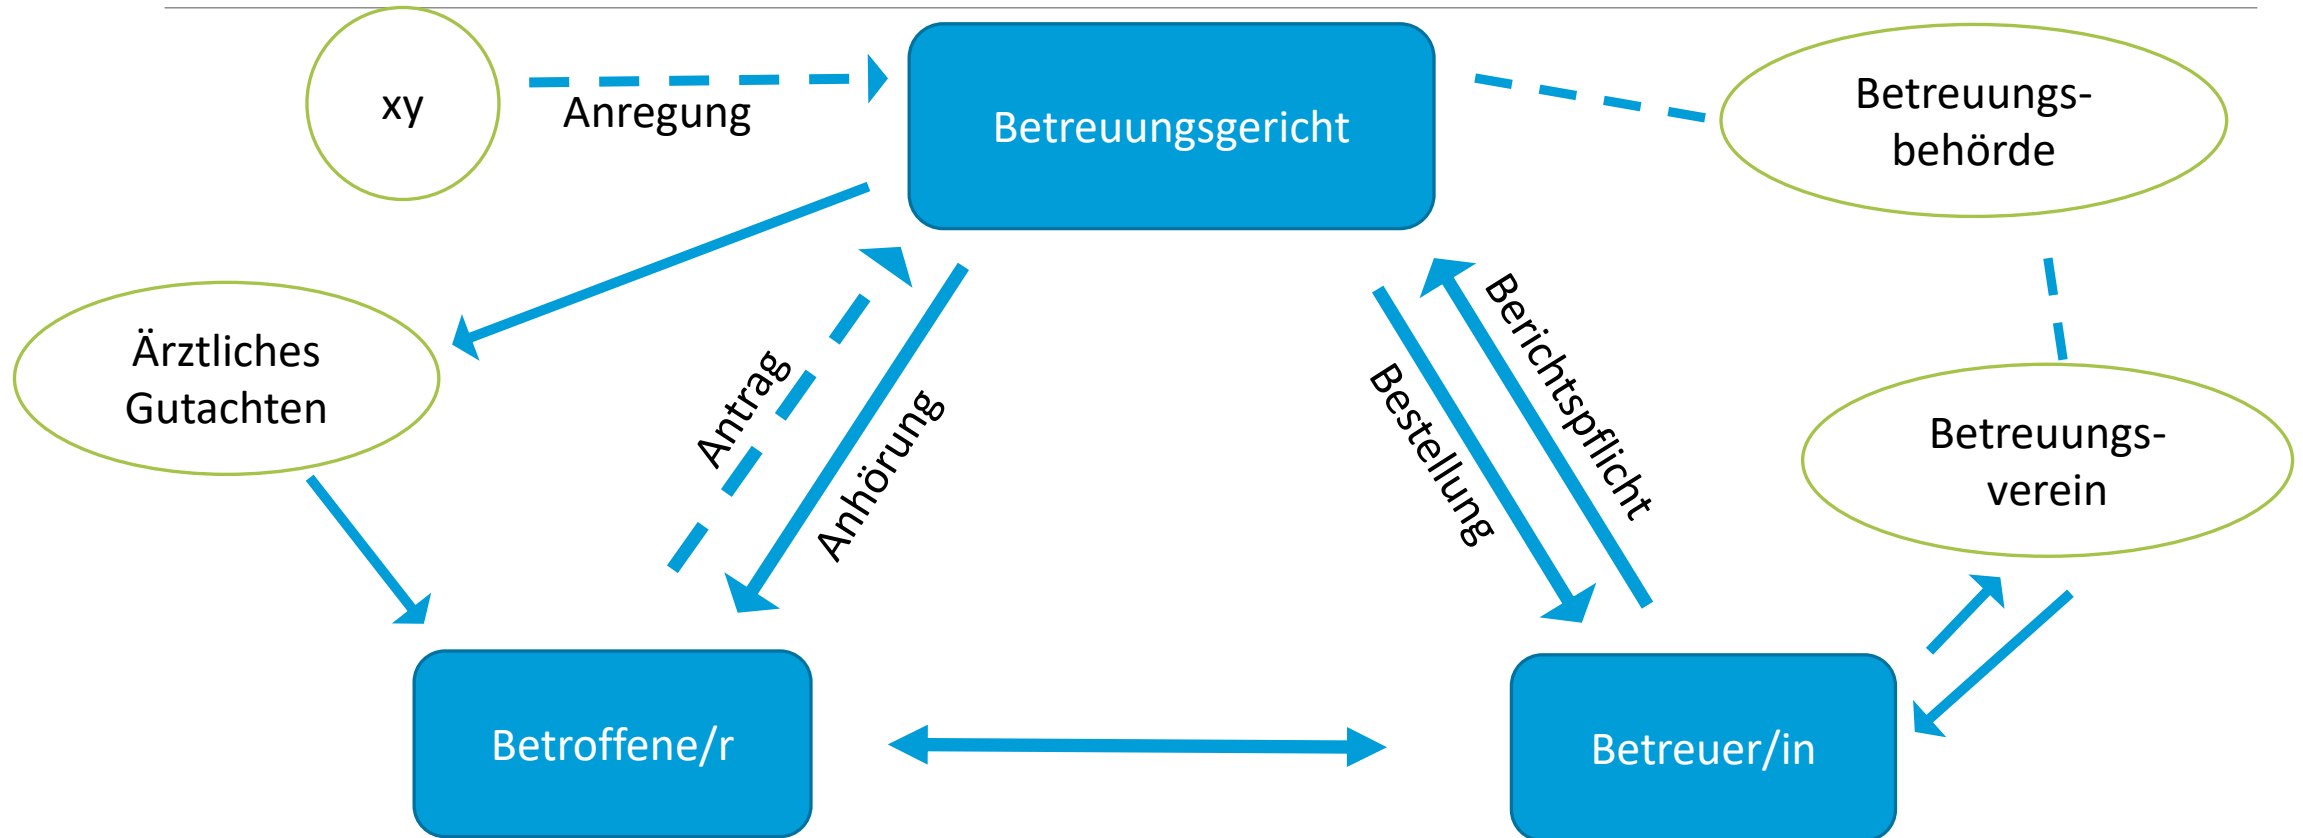 xy
Anregung
Betreuungsgericht
Betreuungs-
behörde
Ärztliches
Gutachten
Antrag
Anhörung
Bestellung
Berichtspflicht
Betreuungs-
verein
Betroffene/r
Betreuer/in